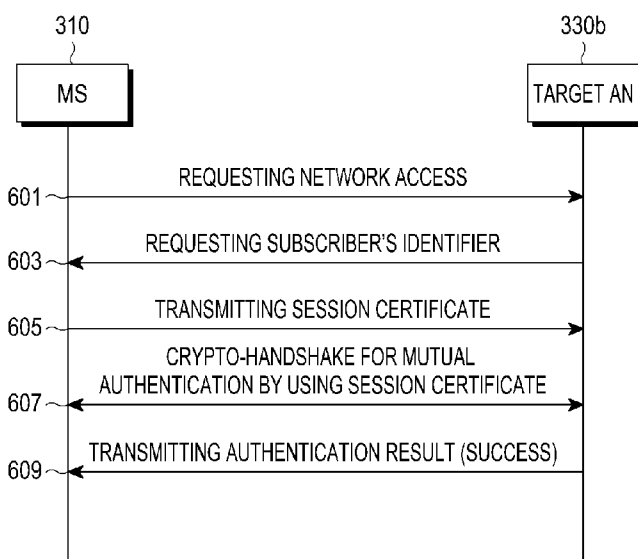 310
330b
MS
TARGET AN
REQUESTING NETWORK ACCESS
601
REQUESTING SUBSCRIBER'S IDENTIFIER
603
TRANSMITTING SESSION CERTIFICATE
605
CRYPTO-HANDSHAKE FOR MUTUAL
AUTHENTICATION BY USING SESSION CERTIFICATE
607
TRANSMITTING AUTHENTICATION RESULT (SUCCESS)
609